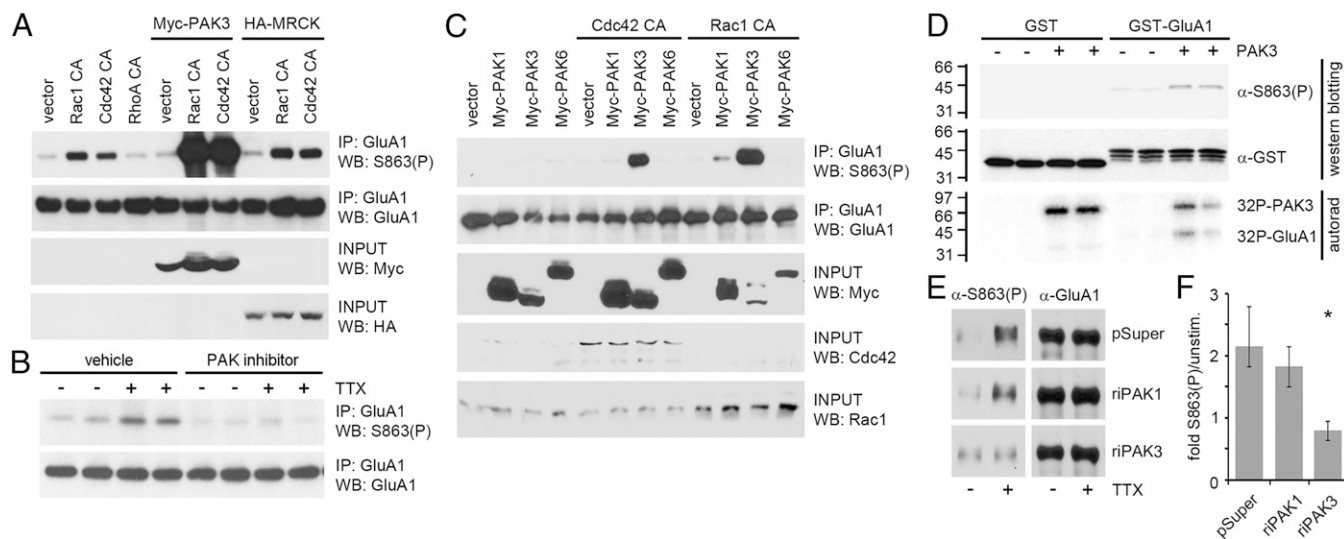 A
Myc-PAK3 HA-MRCK
vector
Rac1 CA
Cdc42 CA
RhoA CA
vector
Rac1 CA
Cdc42 CA
vector
Rac1 CA
Cdc42 CA
IP: GluA1
WB: S863(P)
IP: GluA1
WB: GluA1
INPUT
WB: Myc
INPUT
WB: HA
B
vehicle PAK inhibitor
- - + + - - + + TTX
IP: GluA1
WB: S863(P)
IP: GluA1
WB: GluA1
C
Cdc42 CA Rac1 CA
vector
Myc-PAK1
Myc-PAK3
Myc-PAK6
vector
Myc-PAK1
Myc-PAK3
Myc-PAK6
vector
Myc-PAK1
Myc-PAK3
Myc-PAK6
IP: GluA1
WB: S863(P)
IP: GluA1
WB: GluA1
INPUT
WB: Myc
INPUT
WB: Cdc42
INPUT
WB: Rac1
D
GST GST-GluA1
- - + + - - + + PAK3
66
45
31
α-S863(P)
66
45
31
α-GST
western blotting
97
66
45
31
32P-PAK3
32P-GluA1
autorad
E
α-S863(P) α-GluA1
pSuper
riPAK1
riPAK3
- + - + TTX
F
fold S863(P)/unstim.
3
2
1
0
*
pSuper
riPAK1
riPAK3